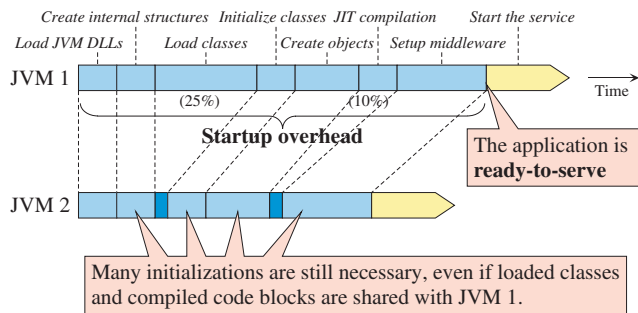 Create internal structures Initialize classes JIT compilation Start the service
Load JVM DLLs Load classes Create objects Setup middleware
JVM 1
Time
(25%) (10%)
Startup overhead
The application is
ready-to-serve
JVM 2
Many initializations are still necessary, even if loaded classes
and compiled code blocks are shared with JVM 1.